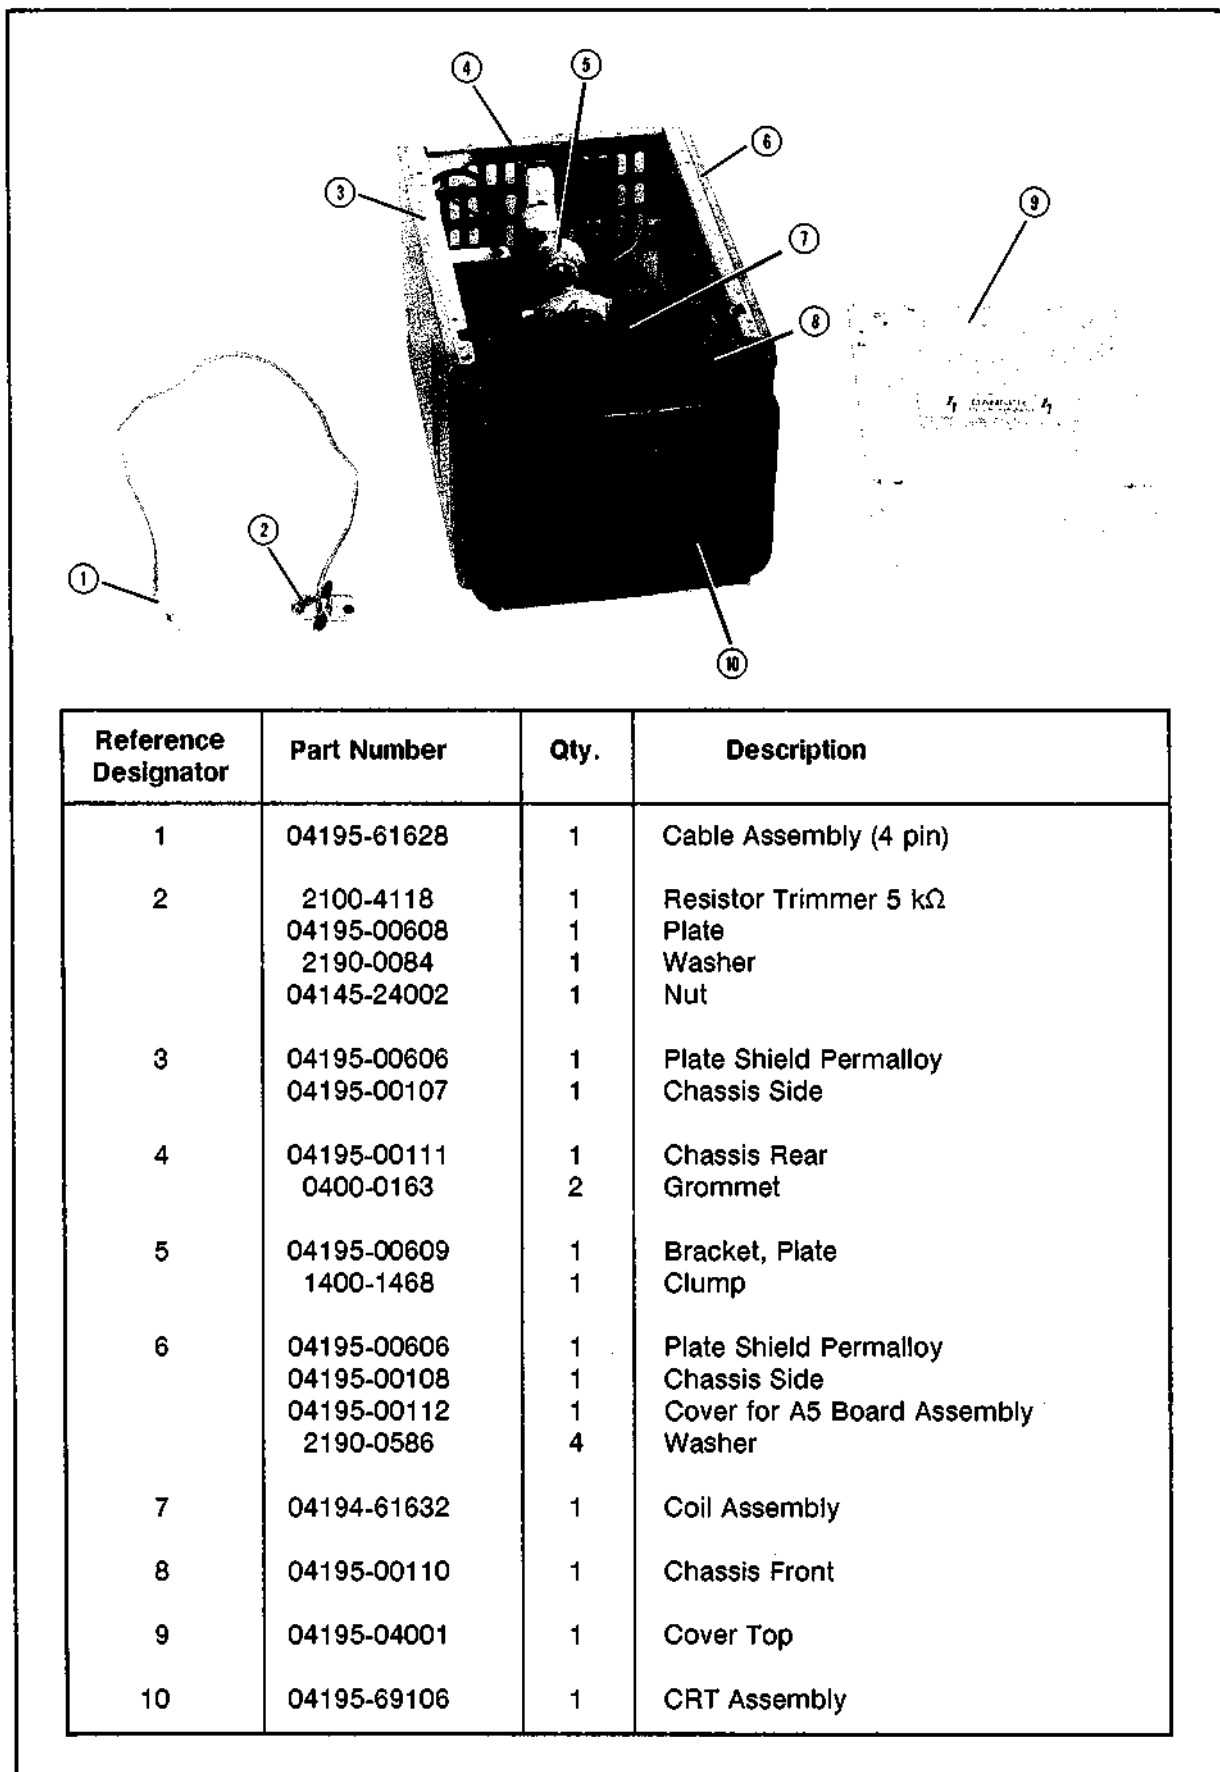 4
5
6
3
9
7
8
2
1
10
Reference Designator | Part Number | Qty. | Description
1 | 04195-61628 | 1 | Cable Assembly (4 pin)
2 | 2100-4118 | 1 | Resistor Trimmer 5 kΩ
04195-00608 | 1 | Plate
2190-0084 | 1 | Washer
04145-24002 | 1 | Nut
3 | 04195-00606 | 1 | Plate Shield Permalloy
04195-00107 | 1 | Chassis Side
4 | 04195-00111 | 1 | Chassis Rear
0400-0163 | 2 | Grommet
5 | 04195-00609 | 1 | Bracket, Plate
1400-1468 | 1 | Clump
6 | 04195-00606 | 1 | Plate Shield Permalloy
04195-00108 | 1 | Chassis Side
04195-00112 | 1 | Cover for A5 Board Assembly
2190-0586 | 4 | Washer
7 | 04194-61632 | 1 | Coil Assembly
8 | 04195-00110 | 1 | Chassis Front
9 | 04195-04001 | 1 | Cover Top
10 | 04195-69106 | 1 | CRT Assembly